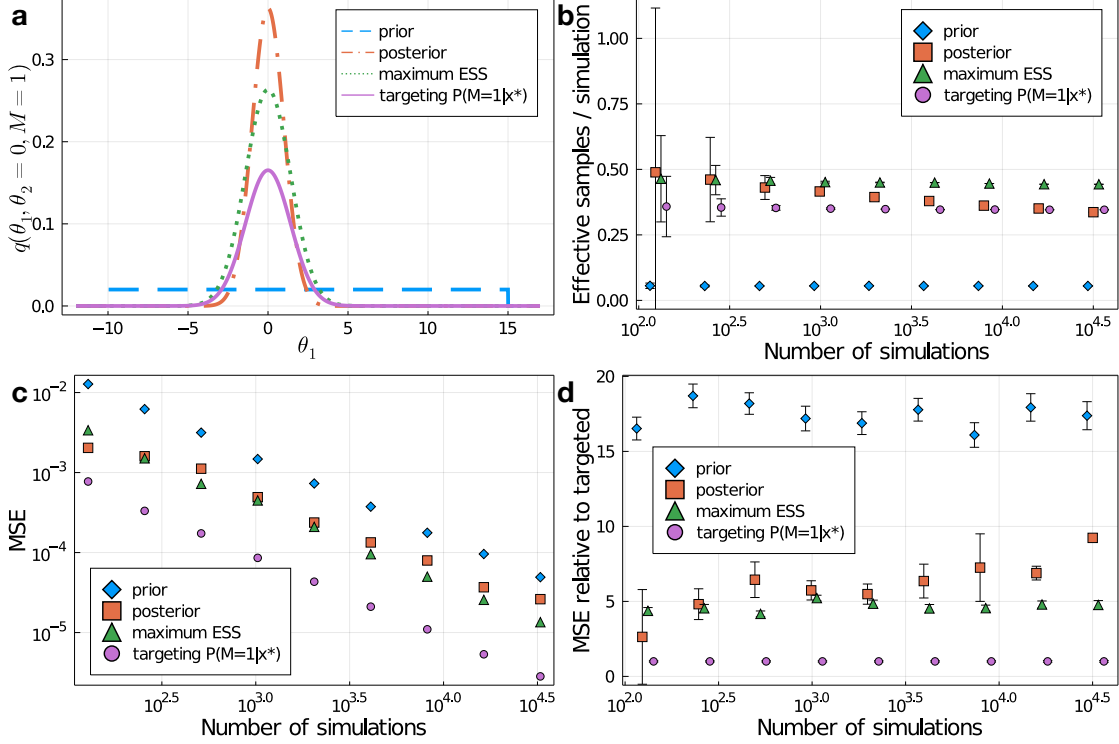 a
q(θ₁, θ₂ = 0, M = 1)
0.3
0.2
0.1
0.0
−10
−5
0
5
10
15
θ₁
prior
posterior
maximum ESS
targeting P(M=1|x*)
b
Effective samples / simulation
1.00
0.75
0.50
0.25
0.00
10^2.0
10^2.5
10^3.0
10^3.5
10^4.0
10^4.5
Number of simulations
prior
posterior
maximum ESS
targeting P(M=1|x*)
c
MSE
10^−2
10^−3
10^−4
10^−5
10^2.5
10^3.0
10^3.5
10^4.0
10^4.5
Number of simulations
prior
posterior
maximum ESS
targeting P(M=1|x*)
d
MSE relative to targeted
20
15
10
5
0
10^2.0
10^2.5
10^3.0
10^3.5
10^4.0
10^4.5
Number of simulations
prior
posterior
maximum ESS
targeting P(M=1|x*)